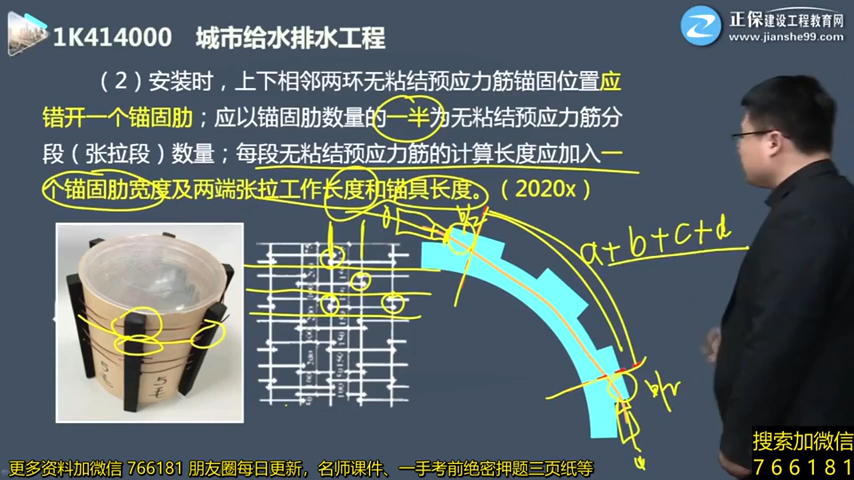 1K414000 城市给水排水工程
正保建设工程教育网
www.jianshe99.com
（2）安装时，上下相邻两环无粘结预应力筋锚固位置应
错开一个锚固肋；应以锚固肋数量的一半为无粘结预应力筋分
段（张拉段）数量；每段无粘结预应力筋的计算长度应加入一
个锚固肋宽度及两端张拉工作长度和锚具长度。（2020x）
a+b+c+d
搜索加微信
766181
更多资料加微信 766181 朋友圈每日更新，名师课件、一手考前绝密押题三页纸等